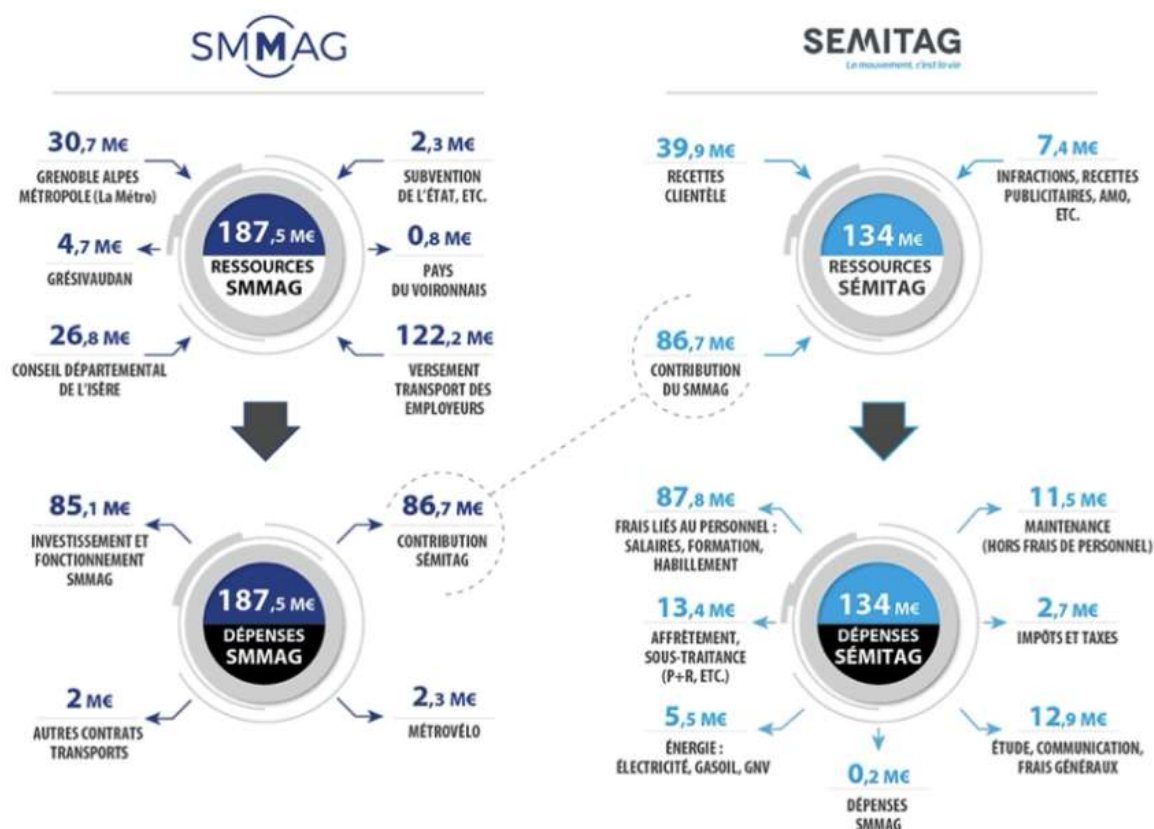 SMMAG
SEMITAG
Le mouvement, c'est la vie
30,7 M€
GRENOBLE ALPES
MÉTROPOLE (La Métro)
2,3 M€
SUBVENTION
DE L'ÉTAT, ETC.
187,5 M€
RESSOURCES
SMMAG
4,7 M€
GRÉSIVAUDAN
0,8 M€
PAYS
DU VOIRONNAIS
26,8 M€
CONSEIL DÉPARTEMENTAL
DE L'ISÈRE
122,2 M€
VERSEMENT
TRANSPORT DES
EMPLOYEURS
39,9 M€
RECETTES
CLIENTÈLE
7,4 M€
INFRACTIONS, RECETTES
PUBLICITAIRES, AMO,
ETC.
134 M€
RESSOURCES
SÉMITAG
86,7 M€
CONTRIBUTION
DU SMMAG
85,1 M€
INVESTISSEMENT ET
FONCTIONNEMENT
SMMAG
86,7 M€
CONTRIBUTION
SÉMITAG
187,5 M€
DÉPENSES
SMMAG
2 M€
AUTRES CONTRATS
TRANSPORTS
2,3 M€
MÉTROVÉLO
87,8 M€
FRAIS LIÉS AU PERSONNEL :
SALAIRES, FORMATION,
HABILLEMENT
11,5 M€
MAINTENANCE
(HORS FRAIS DE PERSONNEL)
13,4 M€
AFFRÈTEMENT,
SOUS-TRAITANCE
(P+R, ETC.)
134 M€
DÉPENSES
SÉMITAG
2,7 M€
IMPÔTS ET TAXES
5,5 M€
ÉNERGIE :
ÉLECTRICITÉ, GASOIL, GNV
12,9 M€
ÉTUDE, COMMUNICATION,
FRAIS GÉNÉRAUX
0,2 M€
DÉPENSES
SMMAG